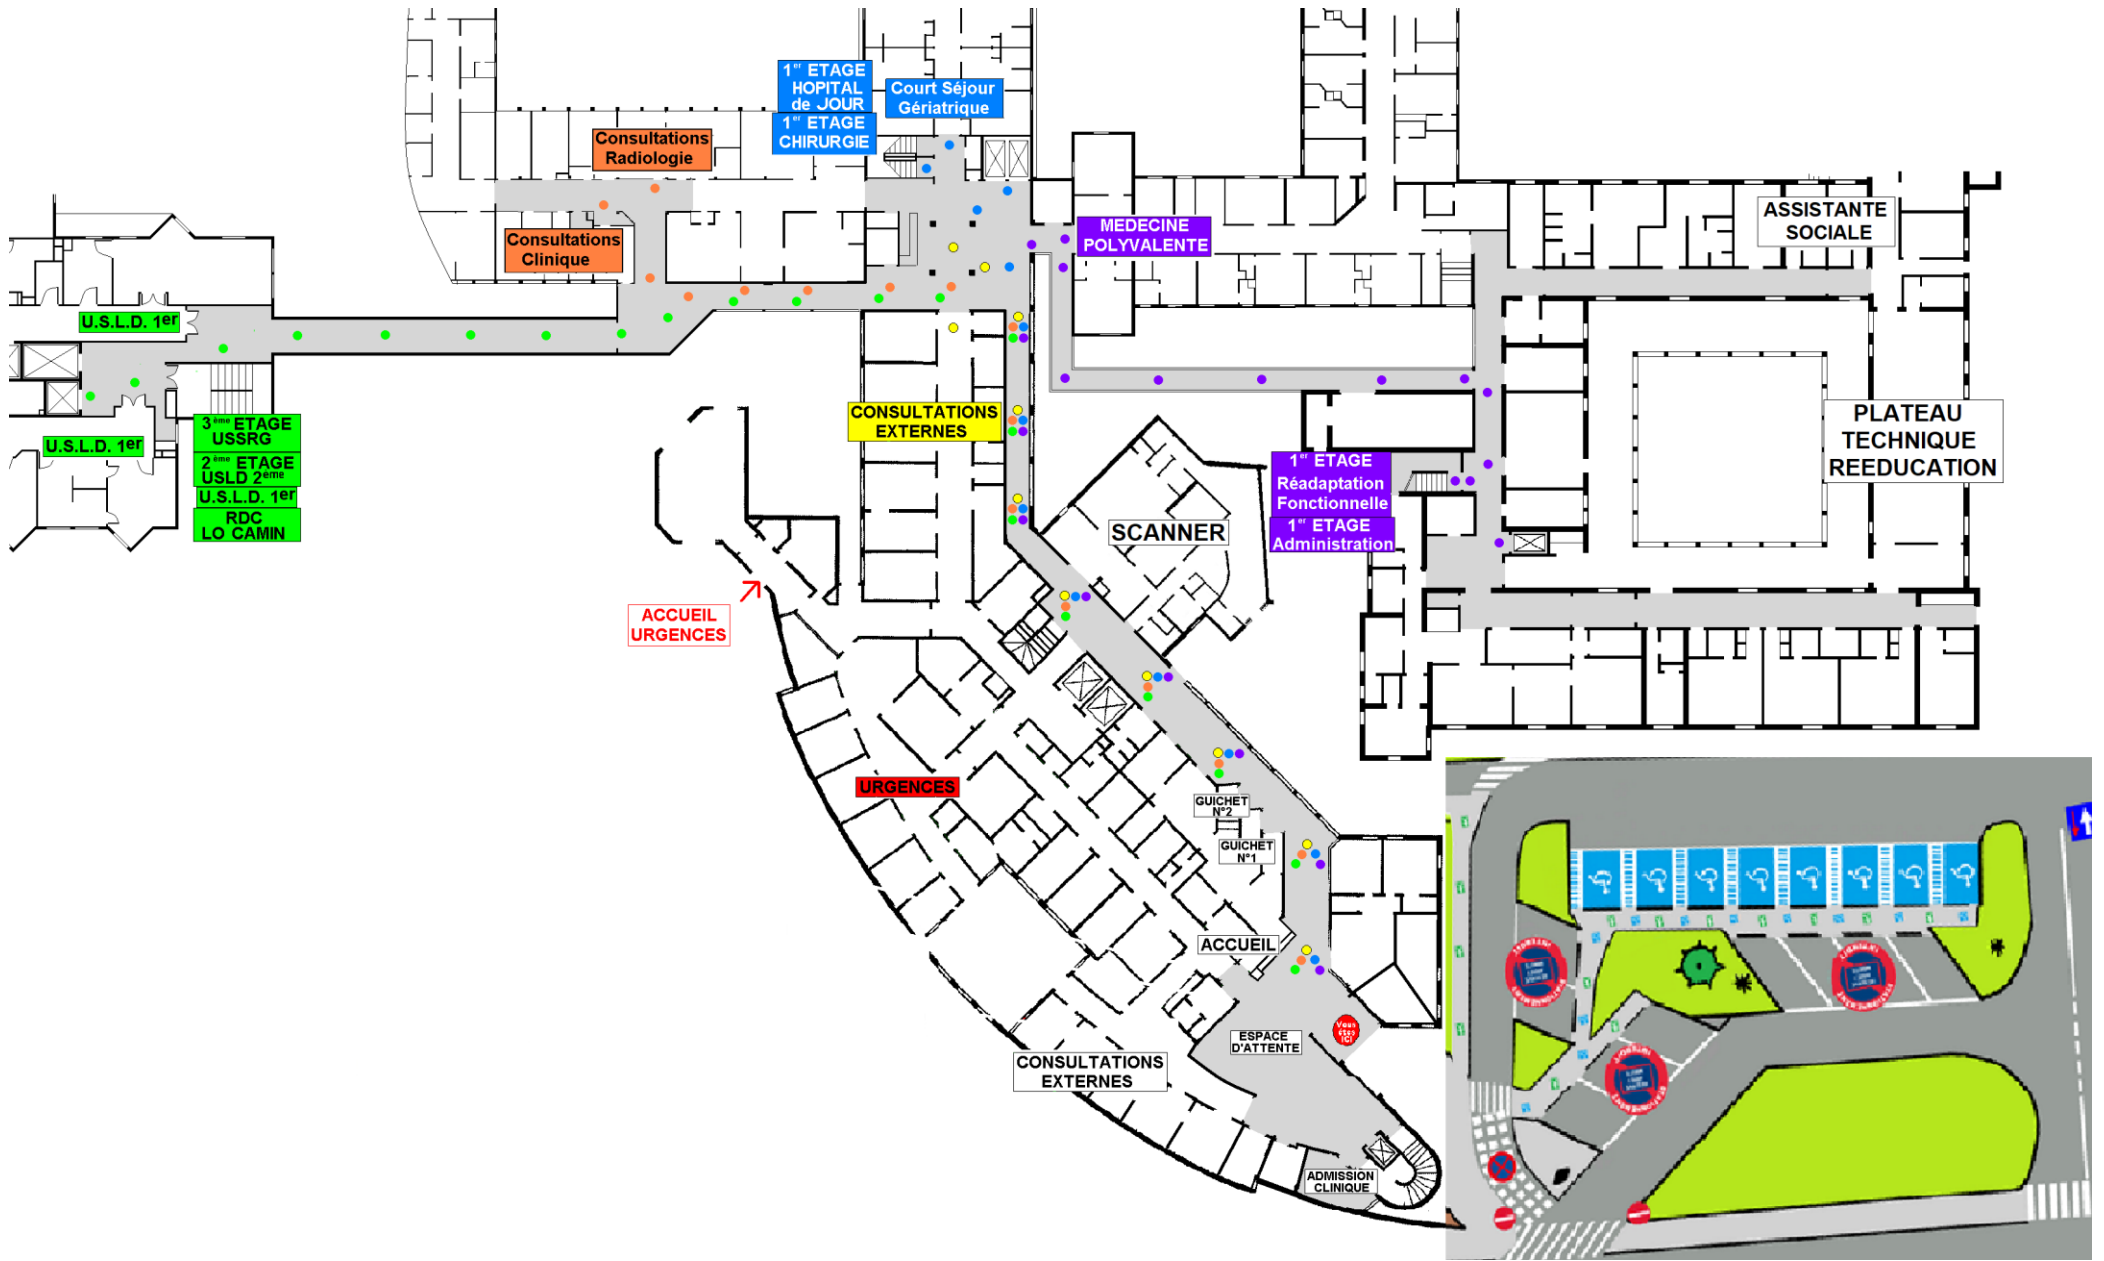 1er ETAGE
HOPITAL
de JOUR
1er ETAGE
CHIRURGIE
Court Séjour
Gériatrique
Consultations
Radiologie
Consultations
Clinique
MEDECINE
POLYVALENTE
ASSISTANTE
SOCIALE
U.S.L.D. 1er
U.S.L.D. 1er
3ème ETAGE
USSRG
2ème ETAGE
USLD 2ème
U.S.L.D. 1er
RDC
LO CAMIN
CONSULTATIONS
EXTERNES
PLATEAU
TECHNIQUE
REEDUCATION
1er ETAGE
Réadaptation
Fonctionnelle
1er ETAGE
Administration
SCANNER
ACCUEIL
URGENCES
URGENCES
GUICHET
N°2
GUICHET
N°1
ACCUEIL
Vous
êtes
ICI
ESPACE
D'ATTENTE
CONSULTATIONS
EXTERNES
ADMISSION
CLINIQUE